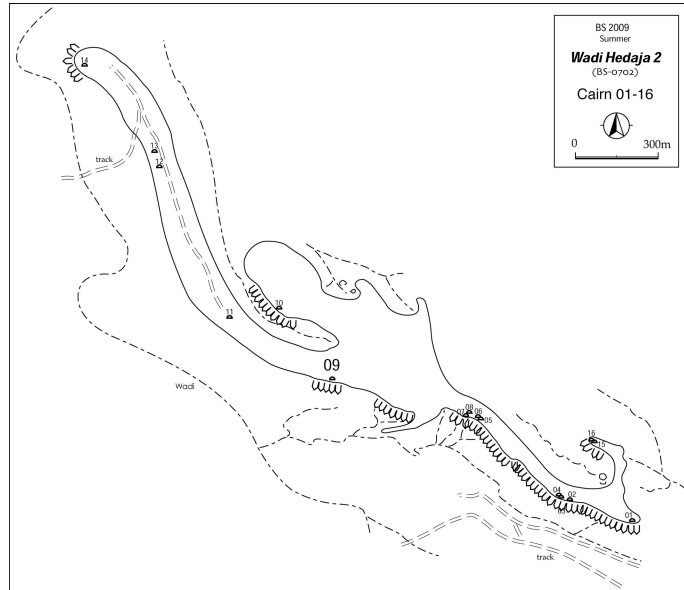 BS 2009
Summer
Wadi Hedaja 2
(BS-0702)
Cairn 01-16
0 300m
14
13
12
track
10
11
09
Wadi
08
07 06
05
16
15
04
02
03
01
track